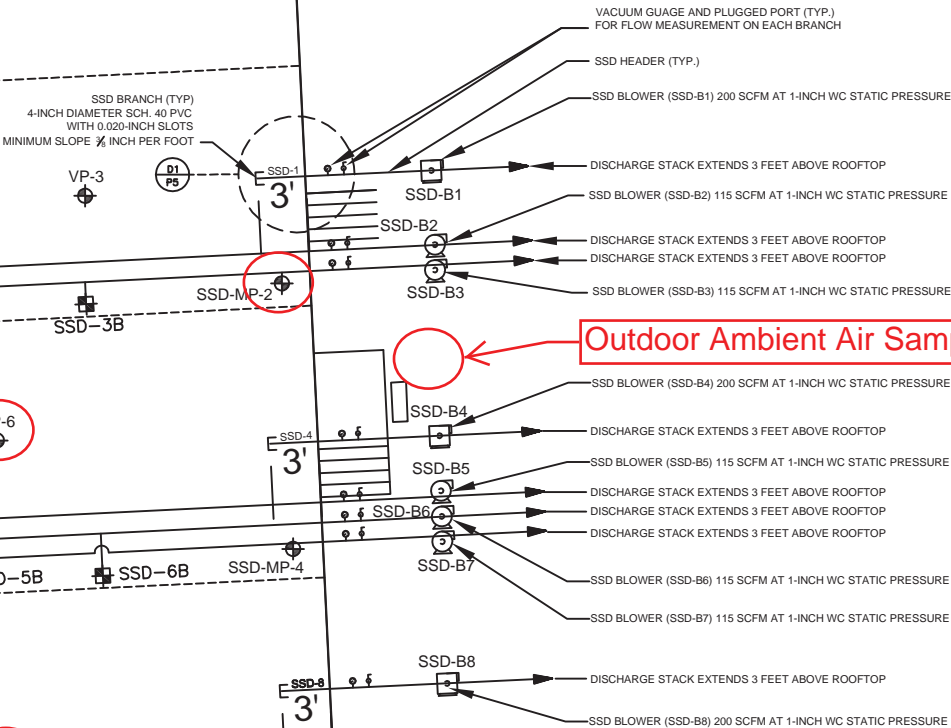 VACUUM GUAGE AND PLUGGED PORT (TYP.)
FOR FLOW MEASUREMENT ON EACH BRANCH
SSD HEADER (TYP.)
SSD BLOWER (SSD-B1) 200 SCFM AT 1-INCH WC STATIC PRESSURE
SSD BRANCH (TYP)
4-INCH DIAMETER SCH. 40 PVC
WITH 0.020-INCH SLOTS
MINIMUM SLOPE ⅛ INCH PER FOOT
D1
P5
VP-3
SSD-1
3'
SSD-B1
DISCHARGE STACK EXTENDS 3 FEET ABOVE ROOFTOP
SSD BLOWER (SSD-B2) 115 SCFM AT 1-INCH WC STATIC PRESSURE
SSD-B2
DISCHARGE STACK EXTENDS 3 FEET ABOVE ROOFTOP
DISCHARGE STACK EXTENDS 3 FEET ABOVE ROOFTOP
SSD-MP-2
SSD-B3
SSD BLOWER (SSD-B3) 115 SCFM AT 1-INCH WC STATIC PRESSURE
SSD-3B
Outdoor Ambient Air Sam
SSD BLOWER (SSD-B4) 200 SCFM AT 1-INCH WC STATIC PRESSURE
SSD-B4
-6
SSD-4
3'
DISCHARGE STACK EXTENDS 3 FEET ABOVE ROOFTOP
SSD-B5
SSD BLOWER (SSD-B5) 115 SCFM AT 1-INCH WC STATIC PRESSURE
DISCHARGE STACK EXTENDS 3 FEET ABOVE ROOFTOP
SSD-B6
DISCHARGE STACK EXTENDS 3 FEET ABOVE ROOFTOP
DISCHARGE STACK EXTENDS 3 FEET ABOVE ROOFTOP
-5B
SSD-6B
SSD-MP-4
SSD-B7
SSD BLOWER (SSD-B6) 115 SCFM AT 1-INCH WC STATIC PRESSURE
SSD BLOWER (SSD-B7) 115 SCFM AT 1-INCH WC STATIC PRESSURE
SSD-B8
SSD-8
3'
DISCHARGE STACK EXTENDS 3 FEET ABOVE ROOFTOP
SSD BLOWER (SSD-B8) 200 SCFM AT 1-INCH WC STATIC PRESSURE